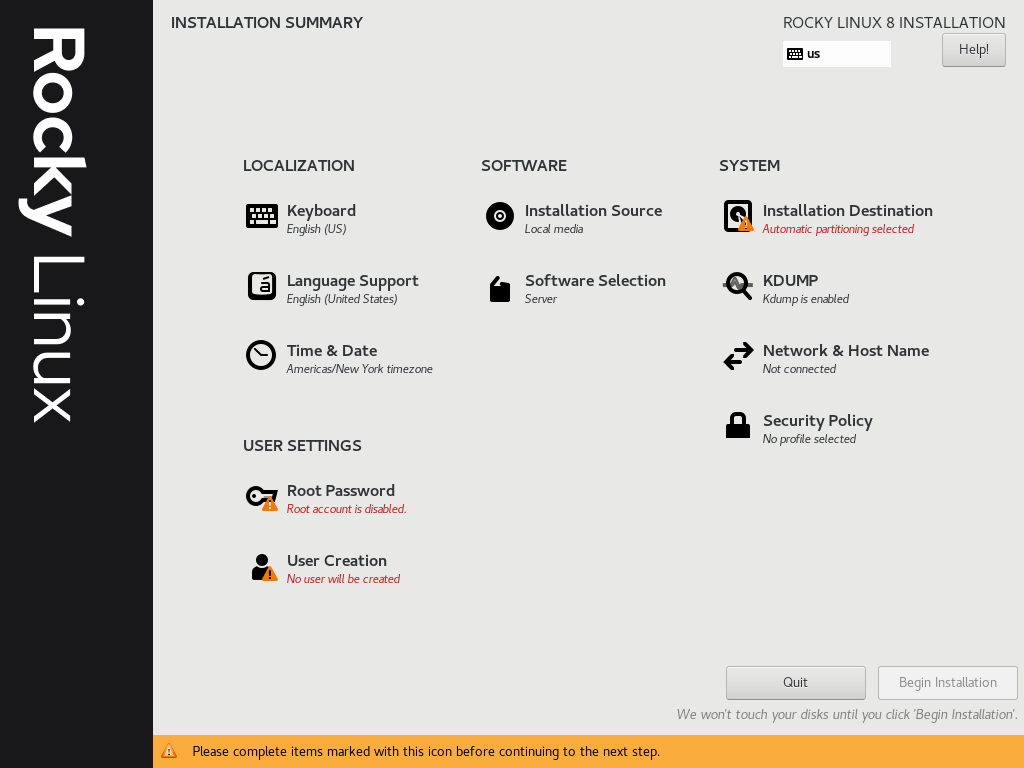 Rocky Linux
INSTALLATION SUMMARY
ROCKY LINUX 8 INSTALLATION
us
Help!
LOCALIZATION
Keyboard
English (US)
Language Support
English (United States)
Time & Date
Americas/New York timezone
SOFTWARE
Installation Source
Local media
Software Selection
Server
SYSTEM
Installation Destination
Automatic partitioning selected
KDUMP
Kdump is enabled
Network & Host Name
Not connected
Security Policy
No profile selected
USER SETTINGS
Root Password
Root account is disabled.
User Creation
No user will be created
Quit
Begin Installation
We won't touch your disks until you click 'Begin Installation'.
Please complete items marked with this icon before continuing to the next step.